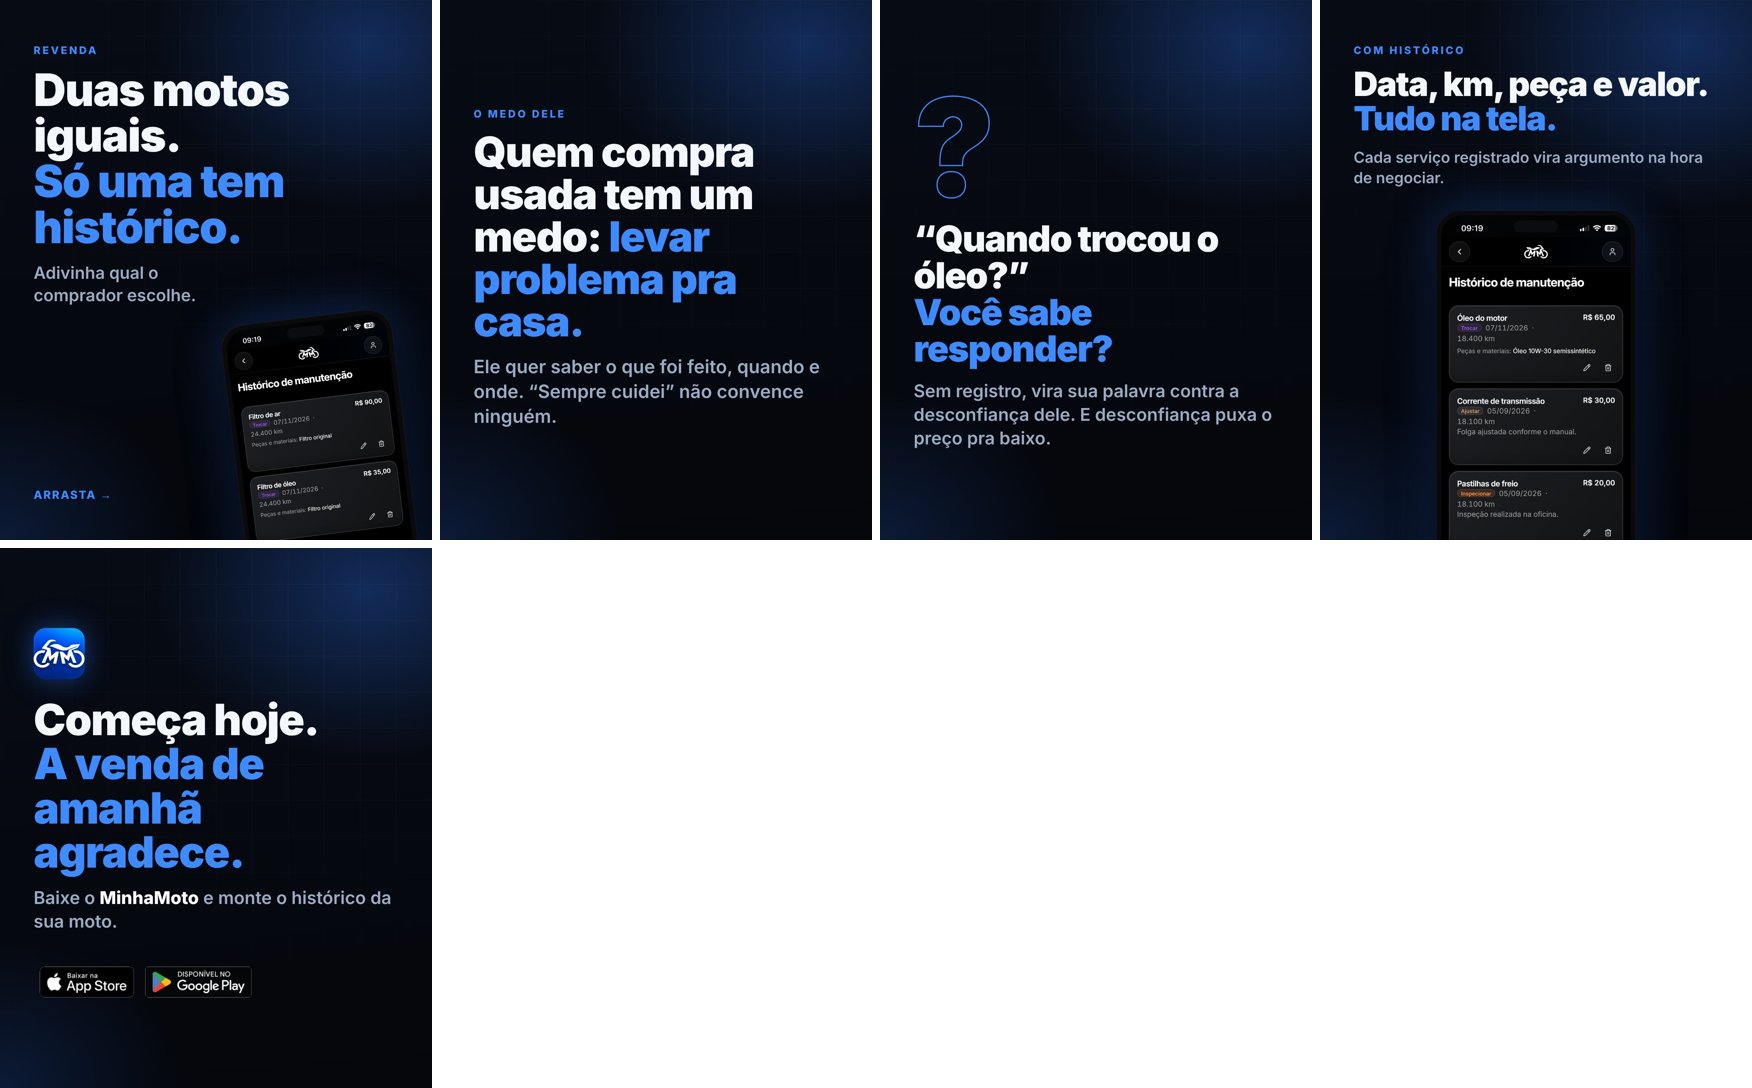 REVENDA
Duas motos
iguais.
Só uma tem
histórico.
Adivinha qual o
comprador escolhe.
09:19
82
MM
Histórico de manutenção
Filtro de ar
R$ 90,00
Trocar 07/11/2026 ·
24.400 km
Peças e materiais: Filtro original
Filtro de óleo
R$ 35,00
Trocar 07/11/2026 ·
24.400 km
Peças e materiais: Filtro original
ARRASTA →
O MEDO DELE
Quem compra
usada tem um
medo: levar
problema pra
casa.
Ele quer saber o que foi feito, quando e
onde. “Sempre cuidei” não convence
ninguém.
?
“Quando trocou o
óleo?”
Você sabe
responder?
Sem registro, vira sua palavra contra a
desconfiança dele. E desconfiança puxa o
preço pra baixo.
COM HISTÓRICO
Data, km, peça e valor.
Tudo na tela.
Cada serviço registrado vira argumento na hora
de negociar.
09:19
82
MM
Histórico de manutenção
Óleo do motor
R$ 65,00
Trocar 07/11/2026 ·
18.400 km
Peças e materiais: Óleo 10W-30 semissintético
Corrente de transmissão
R$ 30,00
Ajustar 05/09/2026 ·
18.100 km
Folga ajustada conforme o manual.
Pastilhas de freio
R$ 20,00
Inspecionar 05/09/2026 ·
18.100 km
Inspeção realizada na oficina.
MM
Começa hoje.
A venda de
amanhã
agradece.
Baixe o MinhaMoto e monte o histórico da
sua moto.
Baixar na
App Store
DISPONÍVEL NO
Google Play